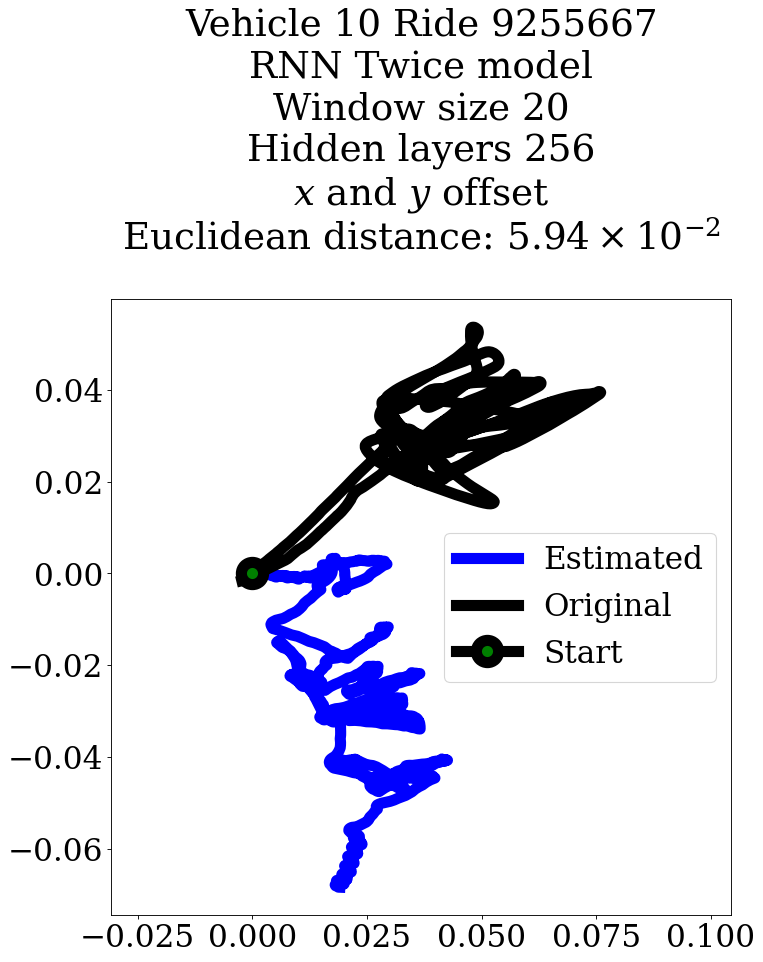 Vehicle 10 Ride 9255667
RNN Twice model
Window size 20
Hidden layers 256
x and y offset
Euclidean distance: 5.94 × 10⁻²
0.04
0.02
0.00
−0.02
−0.04
−0.06
Estimated
Original
Start
−0.025 0.000 0.025 0.050 0.075 0.100